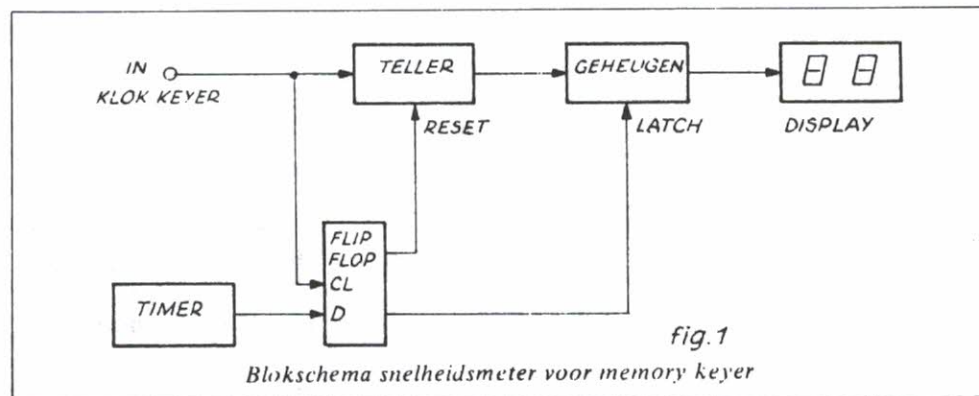 IN
KLOK KEYER
TELLER
RESET
GEHEUGEN
LATCH
DISPLAY
FLIP
FLOP
CL
D
TIMER
fig.1
Blokschema snelheidsmeter voor memory keyer